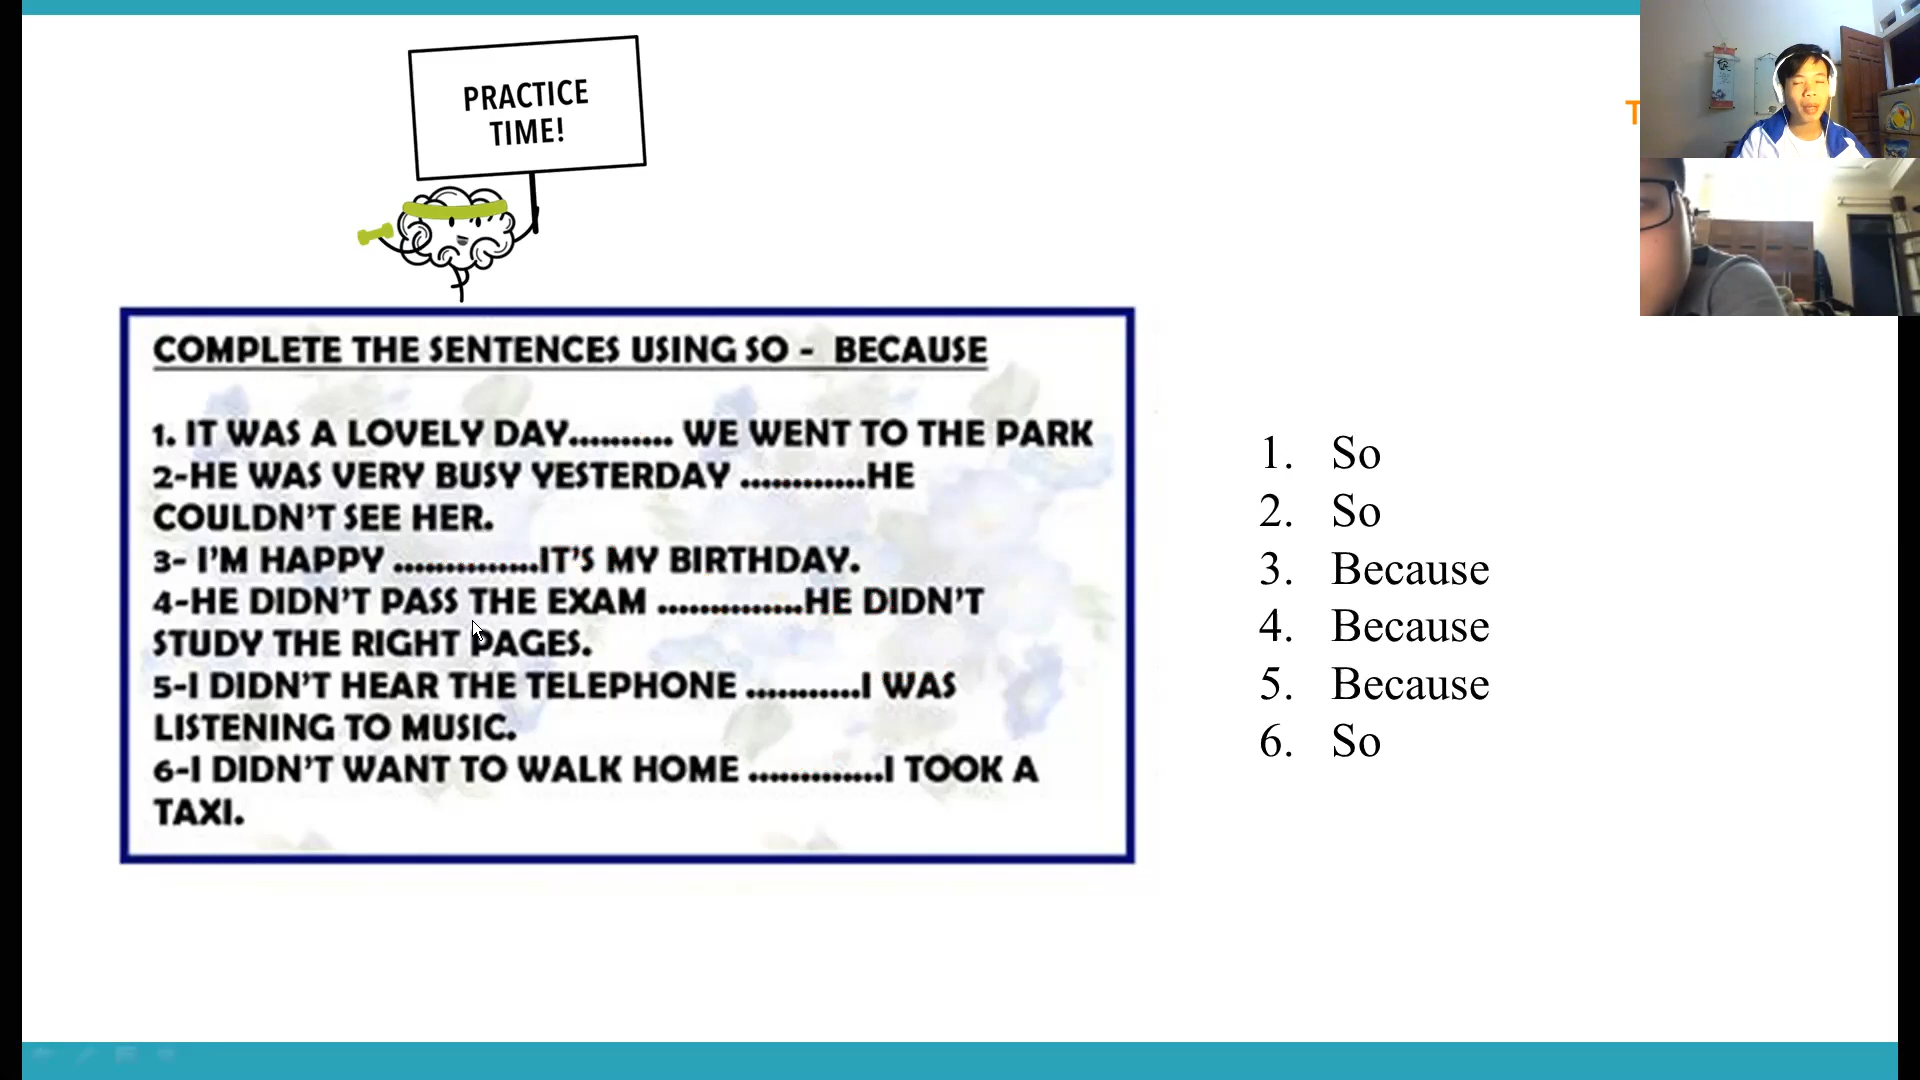 PRACTICE
TIME!
T
COMPLETE THE SENTENCES USING SO - BECAUSE
1. IT WAS A LOVELY DAY.......... WE WENT TO THE PARK
2-HE WAS VERY BUSY YESTERDAY ............HE
COULDN'T SEE HER.
3- I'M HAPPY ..............IT'S MY BIRTHDAY.
4-HE DIDN'T PASS THE EXAM ..............HE DIDN'T
STUDY THE RIGHT PAGES.
5-I DIDN'T HEAR THE TELEPHONE ...........I WAS
LISTENING TO MUSIC.
6-I DIDN'T WANT TO WALK HOME .............I TOOK A
TAXI.
1. So
2. So
3. Because
4. Because
5. Because
6. So